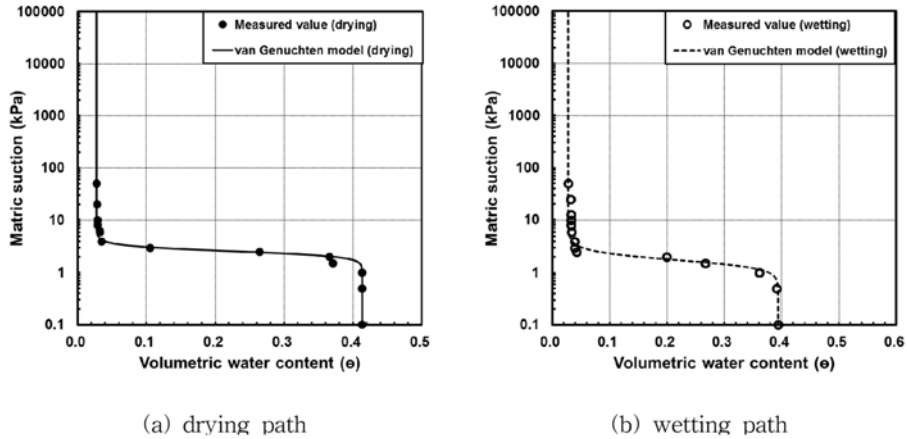 100000
10000
1000
100
10
1
0.1
Matric suction (kPa)
Measured value (drying)
van Genuchten model (drying)
0.0 0.1 0.2 0.3 0.4 0.5
Volumetric water content (ɵ)
(a) drying path
100000
10000
1000
100
10
1
0.1
Matric suction (kPa)
Measured value (wetting)
van Genuchten model (wetting)
0.0 0.1 0.2 0.3 0.4 0.5 0.6
Volumetric water content (ɵ)
(b) wetting path